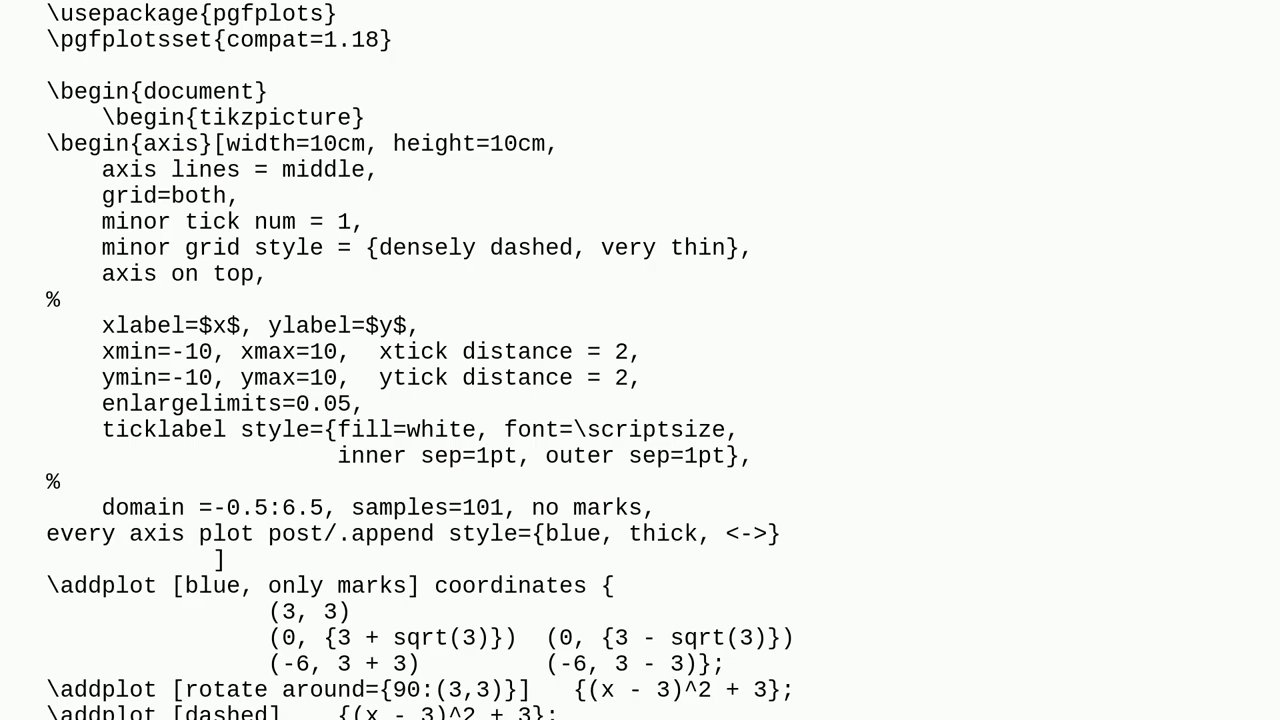 \usepackage{pgfplots}
\pgfplotsset{compat=1.18}

\begin{document}
    \begin{tikzpicture}
\begin{axis}[width=10cm, height=10cm,
    axis lines = middle,
    grid=both,
    minor tick num = 1,
    minor grid style = {densely dashed, very thin},
    axis on top,
%
    xlabel=$x$, ylabel=$y$,
    xmin=-10, xmax=10,  xtick distance = 2,
    ymin=-10, ymax=10,  ytick distance = 2,
    enlargelimits=0.05,
    ticklabel style={fill=white, font=\scriptsize,
                     inner sep=1pt, outer sep=1pt},
%
    domain =-0.5:6.5, samples=101, no marks,
every axis plot post/.append style={blue, thick, <->}
            ]
\addplot [blue, only marks] coordinates {
                (3, 3)
                (0, {3 + sqrt(3)})  (0, {3 - sqrt(3)})
                (-6, 3 + 3)         (-6, 3 - 3)};
\addplot [rotate around={90:(3,3)}]   {(x - 3)^2 + 3};
\addplot [dashed]    {(x - 3)^2 + 3};